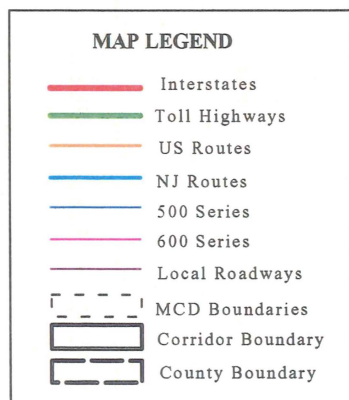 MAP LEGEND
Interstates
Toll Highways
US Routes
NJ Routes
500 Series
600 Series
Local Roadways
MCD Boundaries
Corridor Boundary
County Boundary